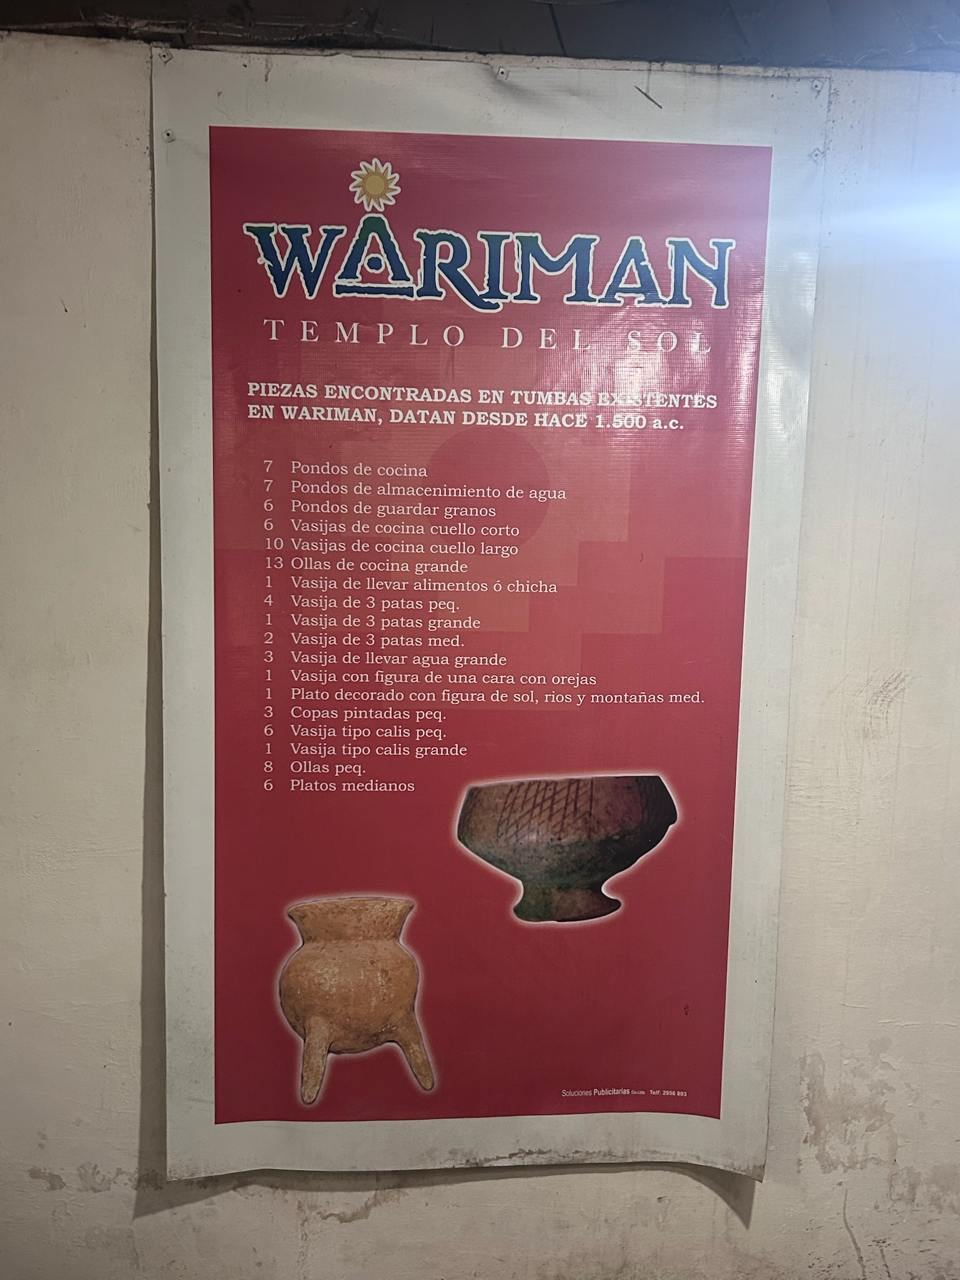 WARIMAN
TEMPLO DEL SOL
PIEZAS ENCONTRADAS EN TUMBAS EXISTENTES
EN WARIMAN, DATAN DESDE HACE 1.500 a.c.
7 Pondos de cocina
7 Pondos de almacenimiento de agua
6 Pondos de guardar granos
6 Vasijas de cocina cuello corto
10 Vasijas de cocina cuello largo
13 Ollas de cocina grande
1 Vasija de llevar alimentos ó chicha
4 Vasija de 3 patas peq.
1 Vasija de 3 patas grande
2 Vasija de 3 patas med.
3 Vasija de llevar agua grande
1 Vasija con figura de una cara con orejas
1 Plato decorado con figura de sol, rios y montañas med.
3 Copas pintadas peq.
6 Vasija tipo calis peq.
1 Vasija tipo calis grande
8 Ollas peq.
6 Platos medianos
Soluciones Publicitarias Telf: 2956 893